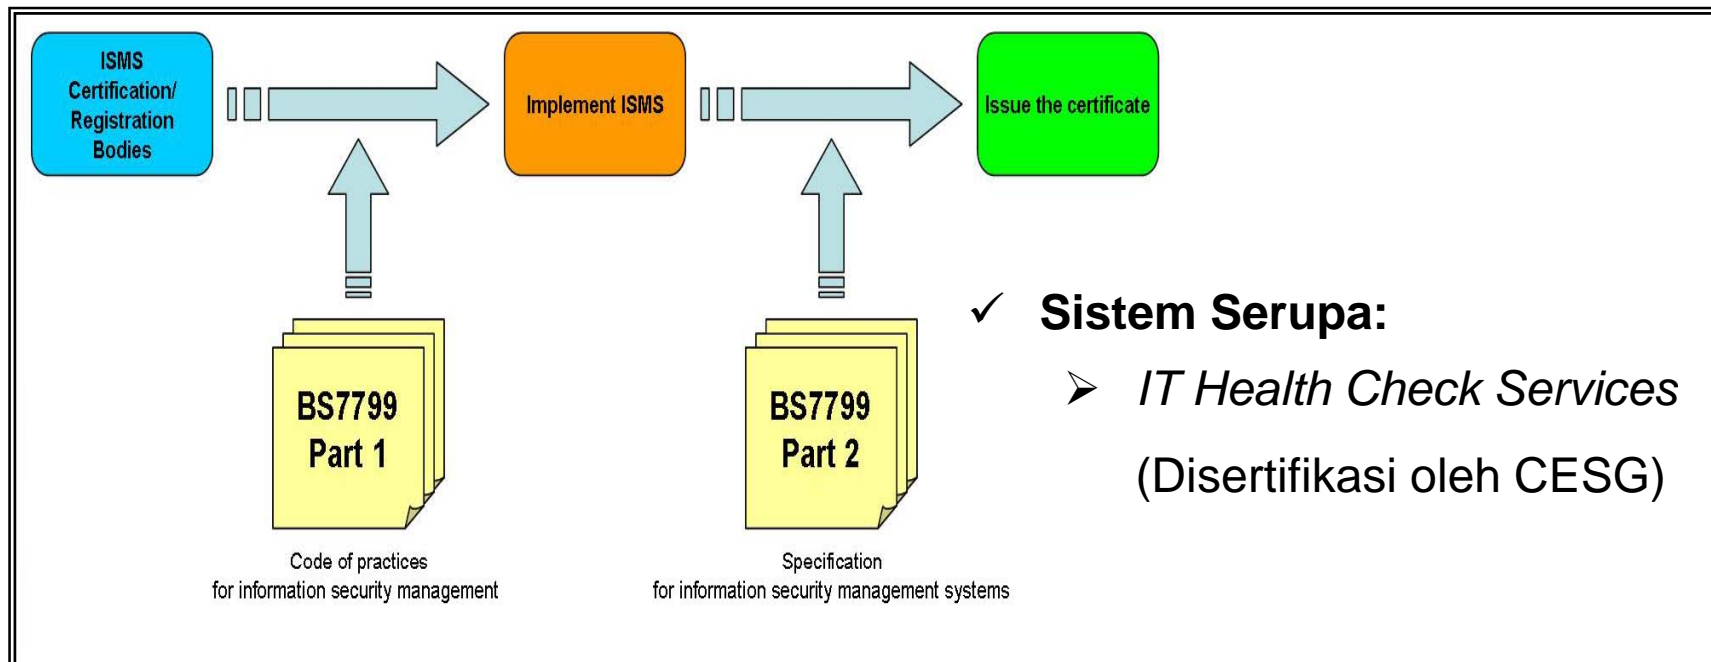 ISMS
Certification/
Registration
Bodies
Implement ISMS
Issue the certificate
BS7799
Part 1
Code of practices
for information security management
BS7799
Part 2
Specification
for information security management systems
✓ Sistem Serupa:
➢ IT Health Check Services
(Disertifikasi oleh CESG)